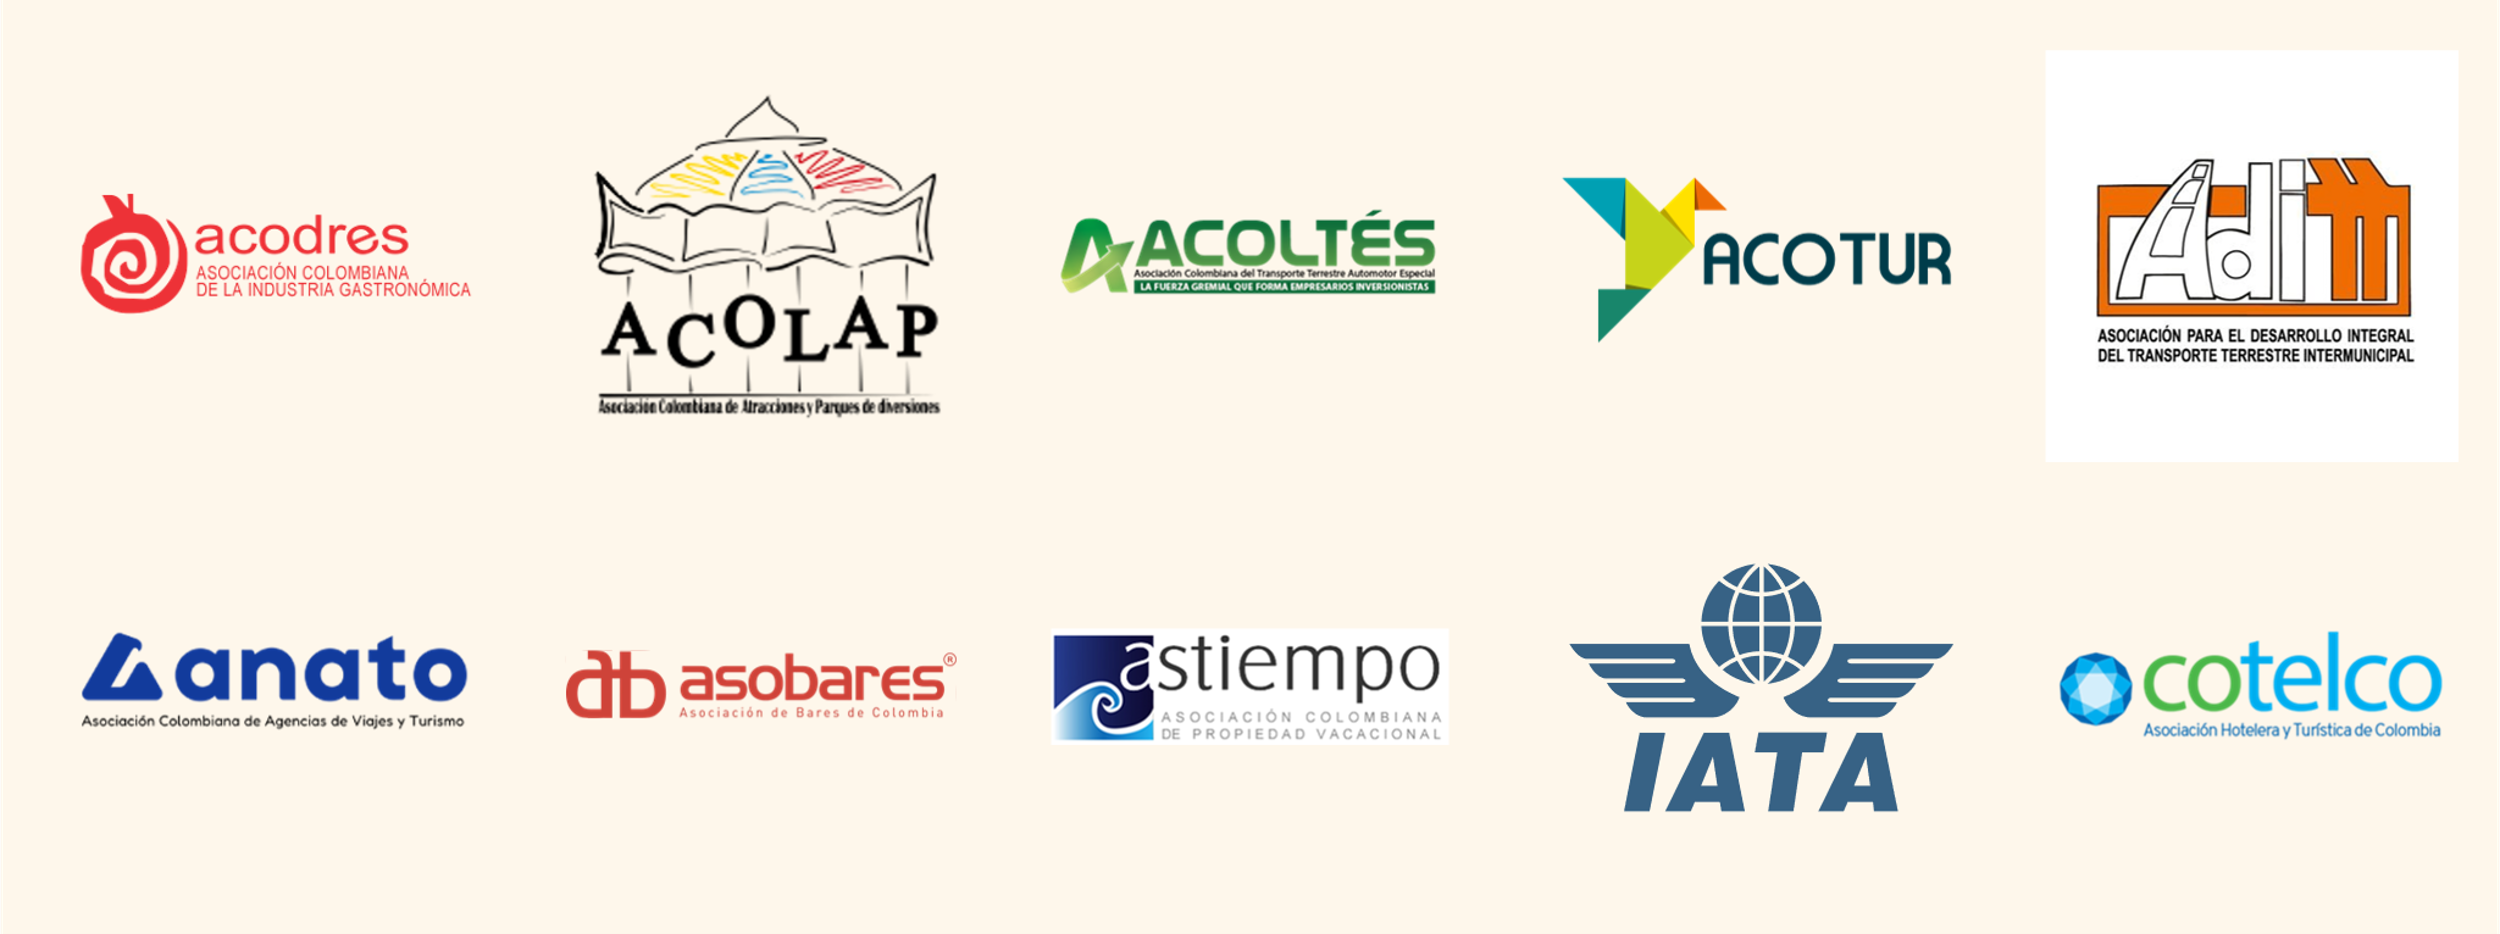 acodres
ASOCIACIÓN COLOMBIANA
DE LA INDUSTRIA GASTRONÓMICA
ACOLAP
Asociación Colombiana de Atracciones y Parques de diversiones
ACOLTÉS
Asociación Colombiana del Transporte Terrestre Automotor Especial
LA FUERZA GREMIAL QUE FORMA EMPRESARIOS INVERSIONISTAS
ACOTUR
Aditt
ASOCIACIÓN PARA EL DESARROLLO INTEGRAL
DEL TRANSPORTE TERRESTRE INTERMUNICIPAL
anato
Asociación Colombiana de Agencias de Viajes y Turismo
ab asobares®
Asociación de Bares de Colombia
astiempo
ASOCIACIÓN COLOMBIANA
DE PROPIEDAD VACACIONAL
IATA
cotelco
Asociación Hotelera y Turística de Colombia